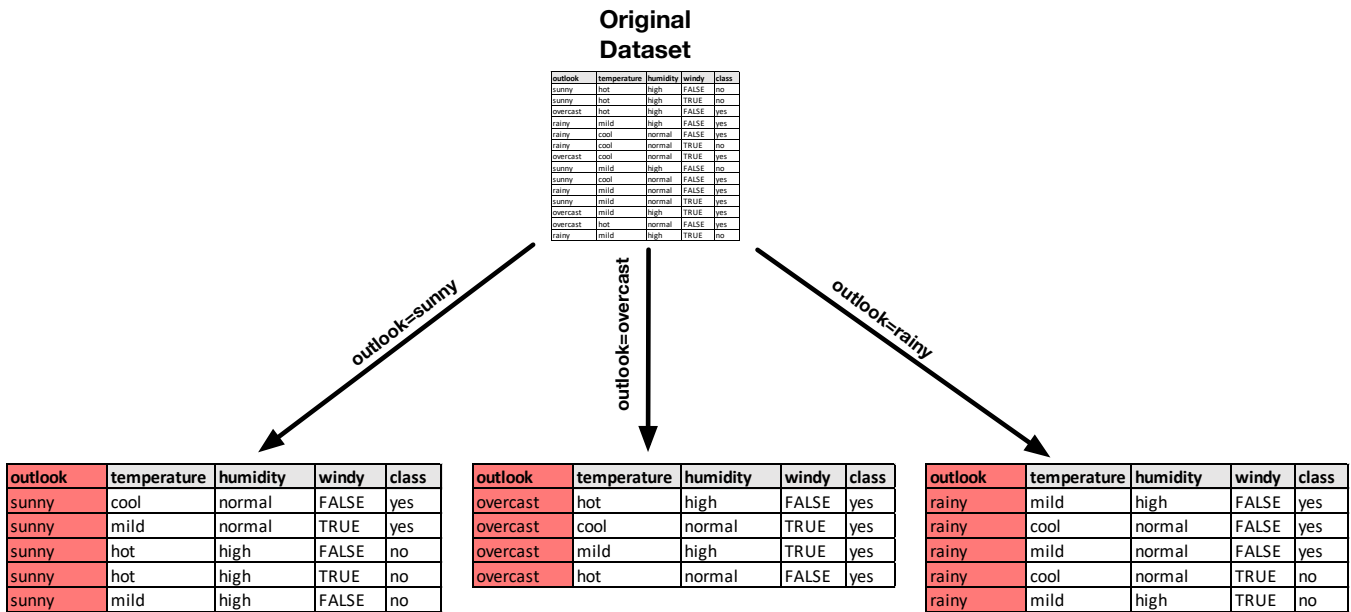 Original
Dataset
outlook temperature humidity windy class
sunny hot high FALSE no
sunny hot high TRUE no
overcast hot high FALSE yes
rainy mild high FALSE yes
rainy cool normal FALSE yes
rainy cool normal TRUE no
overcast cool normal TRUE yes
sunny mild high FALSE no
sunny cool normal FALSE yes
rainy mild normal FALSE yes
sunny mild normal TRUE yes
overcast mild high TRUE yes
overcast hot normal FALSE yes
rainy mild high TRUE no
outlook=sunny
outlook=overcast
outlook=rainy
outlook temperature humidity windy class
sunny cool normal FALSE yes
sunny mild normal TRUE yes
sunny hot high FALSE no
sunny hot high TRUE no
sunny mild high FALSE no
outlook temperature humidity windy class
overcast hot high FALSE yes
overcast cool normal TRUE yes
overcast mild high TRUE yes
overcast hot normal FALSE yes
outlook temperature humidity windy class
rainy mild high FALSE yes
rainy cool normal FALSE yes
rainy mild normal FALSE yes
rainy cool normal TRUE no
rainy mild high TRUE no